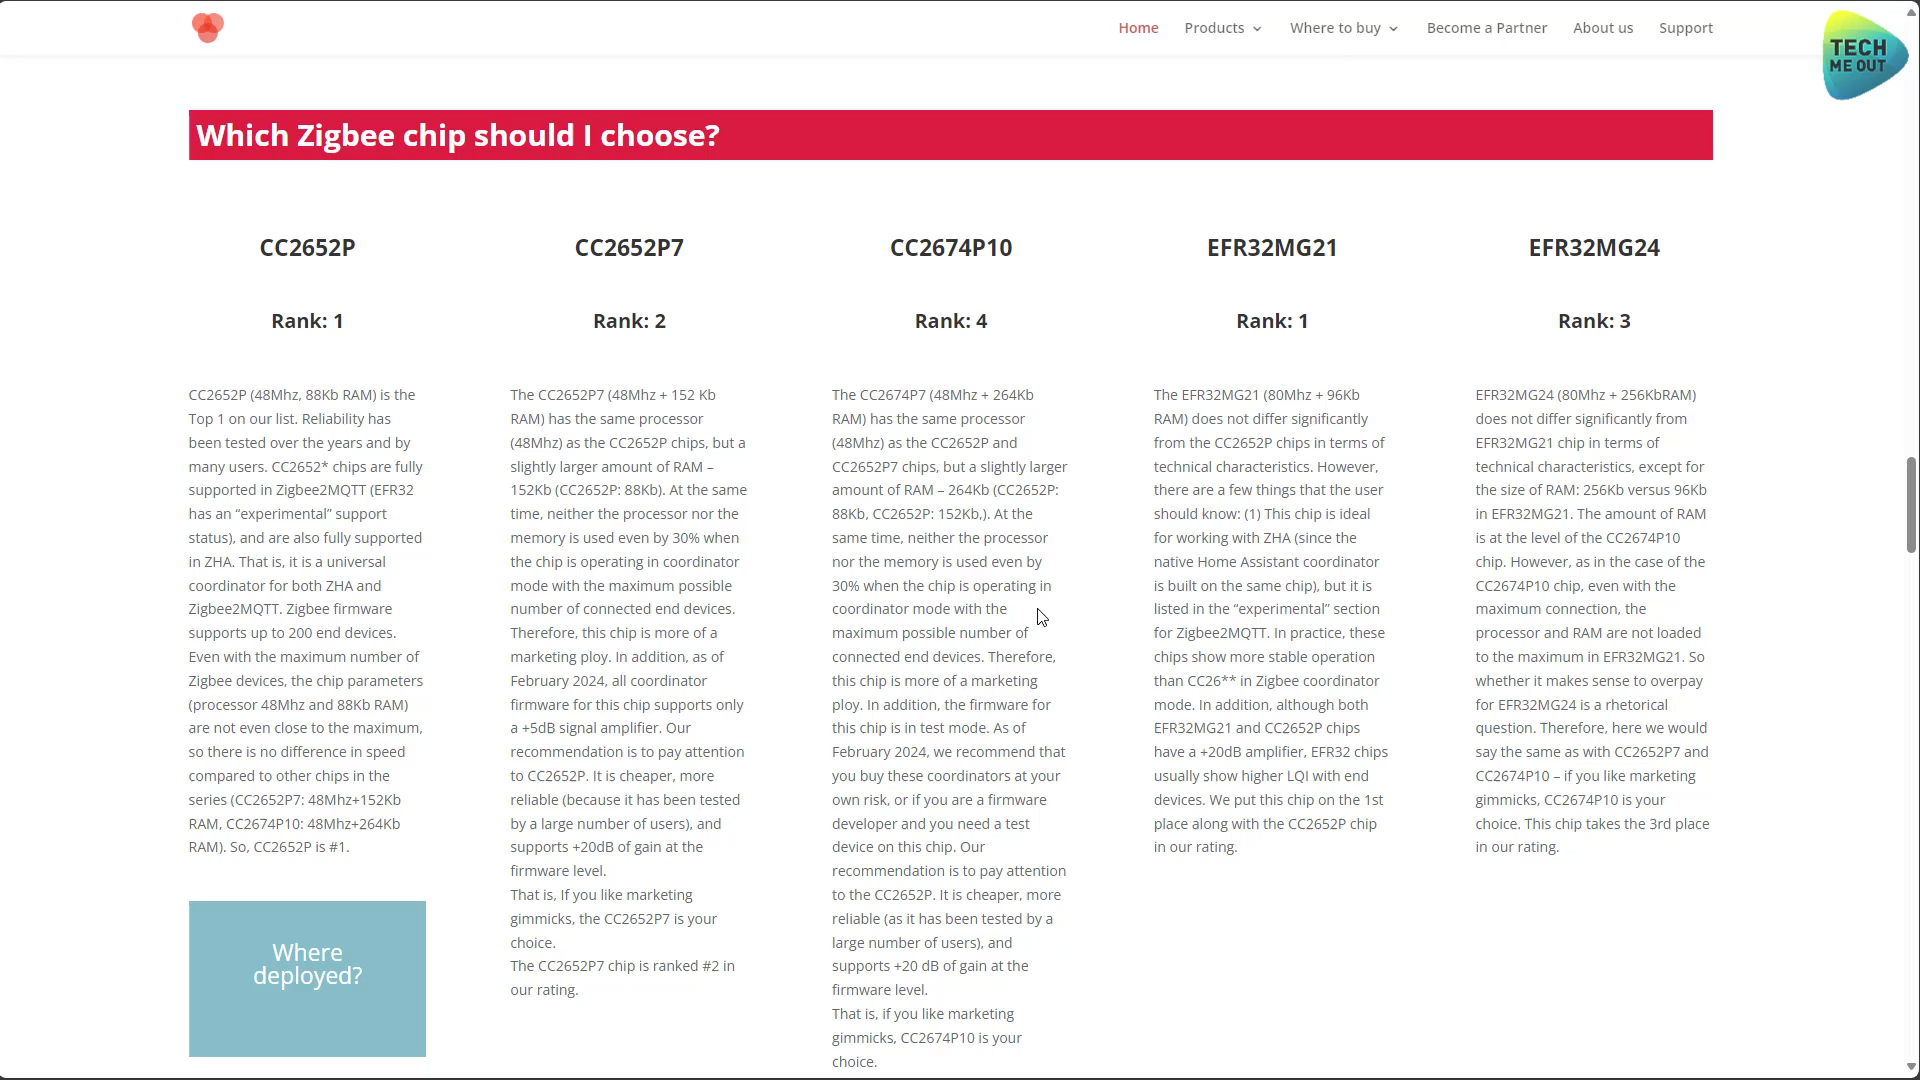 Home
Products
Where to buy
Become a Partner
About us
Support
TECH
ME OUT
Which Zigbee chip should I choose?
CC2652P
Rank: 1
CC2652P (48Mhz, 88Kb RAM) is the
Top 1 on our list. Reliability has
been tested over the years and by
many users. CC2652* chips are fully
supported in Zigbee2MQTT (EFR32
has an “experimental” support
status), and are also fully supported
in ZHA. That is, it is a universal
coordinator for both ZHA and
Zigbee2MQTT. Zigbee firmware
supports up to 200 end devices.
Even with the maximum number of
Zigbee devices, the chip parameters
(processor 48Mhz and 88Kb RAM)
are not even close to the maximum,
so there is no difference in speed
compared to other chips in the
series (CC2652P7: 48Mhz+152Kb
RAM, CC2674P10: 48Mhz+264Kb
RAM). So, CC2652P is #1.
Where
deployed?
CC2652P7
Rank: 2
The CC2652P7 (48Mhz + 152 Kb
RAM) has the same processor
(48Mhz) as the CC2652P chips, but a
slightly larger amount of RAM –
152Kb (CC2652P: 88Kb). At the same
time, neither the processor nor the
memory is used even by 30% when
the chip is operating in coordinator
mode with the maximum possible
number of connected end devices.
Therefore, this chip is more of a
marketing ploy. In addition, as of
February 2024, all coordinator
firmware for this chip supports only
a +5dB signal amplifier. Our
recommendation is to pay attention
to CC2652P. It is cheaper, more
reliable (because it has been tested
by a large number of users), and
supports +20dB of gain at the
firmware level.
That is, If you like marketing
gimmicks, the CC2652P7 is your
choice.
The CC2652P7 chip is ranked #2 in
our rating.
CC2674P10
Rank: 4
The CC2674P7 (48Mhz + 264Kb
RAM) has the same processor
(48Mhz) as the CC2652P and
CC2652P7 chips, but a slightly larger
amount of RAM – 264Kb (CC2652P:
88Kb, CC2652P: 152Kb,). At the
same time, neither the processor
nor the memory is used even by
30% when the chip is operating in
coordinator mode with the
maximum possible number of
connected end devices. Therefore,
this chip is more of a marketing
ploy. In addition, the firmware for
this chip is in test mode. As of
February 2024, we recommend that
you buy these coordinators at your
own risk, or if you are a firmware
developer and you need a test
device on this chip. Our
recommendation is to pay attention
to the CC2652P. It is cheaper, more
reliable (as it has been tested by a
large number of users), and
supports +20 dB of gain at the
firmware level.
That is, if you like marketing
gimmicks, CC2674P10 is your
choice.
EFR32MG21
Rank: 1
The EFR32MG21 (80Mhz + 96Kb
RAM) does not differ significantly
from the CC2652P chips in terms of
technical characteristics. However,
there are a few things that the user
should know: (1) This chip is ideal
for working with ZHA (since the
native Home Assistant coordinator
is built on the same chip), but it is
listed in the “experimental” section
for Zigbee2MQTT. In practice, these
chips show more stable operation
than CC26** in Zigbee coordinator
mode. In addition, although both
EFR32MG21 and CC2652P chips
have a +20dB amplifier, EFR32 chips
usually show higher LQI with end
devices. We put this chip on the 1st
place along with the CC2652P chip
in our rating.
EFR32MG24
Rank: 3
EFR32MG24 (80Mhz + 256KbRAM)
does not differ significantly from
EFR32MG21 chip in terms of
technical characteristics, except for
the size of RAM: 256Kb versus 96Kb
in EFR32MG21. The amount of RAM
is at the level of the CC2674P10
chip. However, as in the case of the
CC2674P10 chip, even with the
maximum connection, the
processor and RAM are not loaded
to the maximum in EFR32MG21. So
whether it makes sense to overpay
for EFR32MG24 is a rhetorical
question. Therefore, here we would
say the same as with CC2652P7 and
CC2674P10 – if you like marketing
gimmicks, CC2674P10 is your
choice. This chip takes the 3rd place
in our rating.